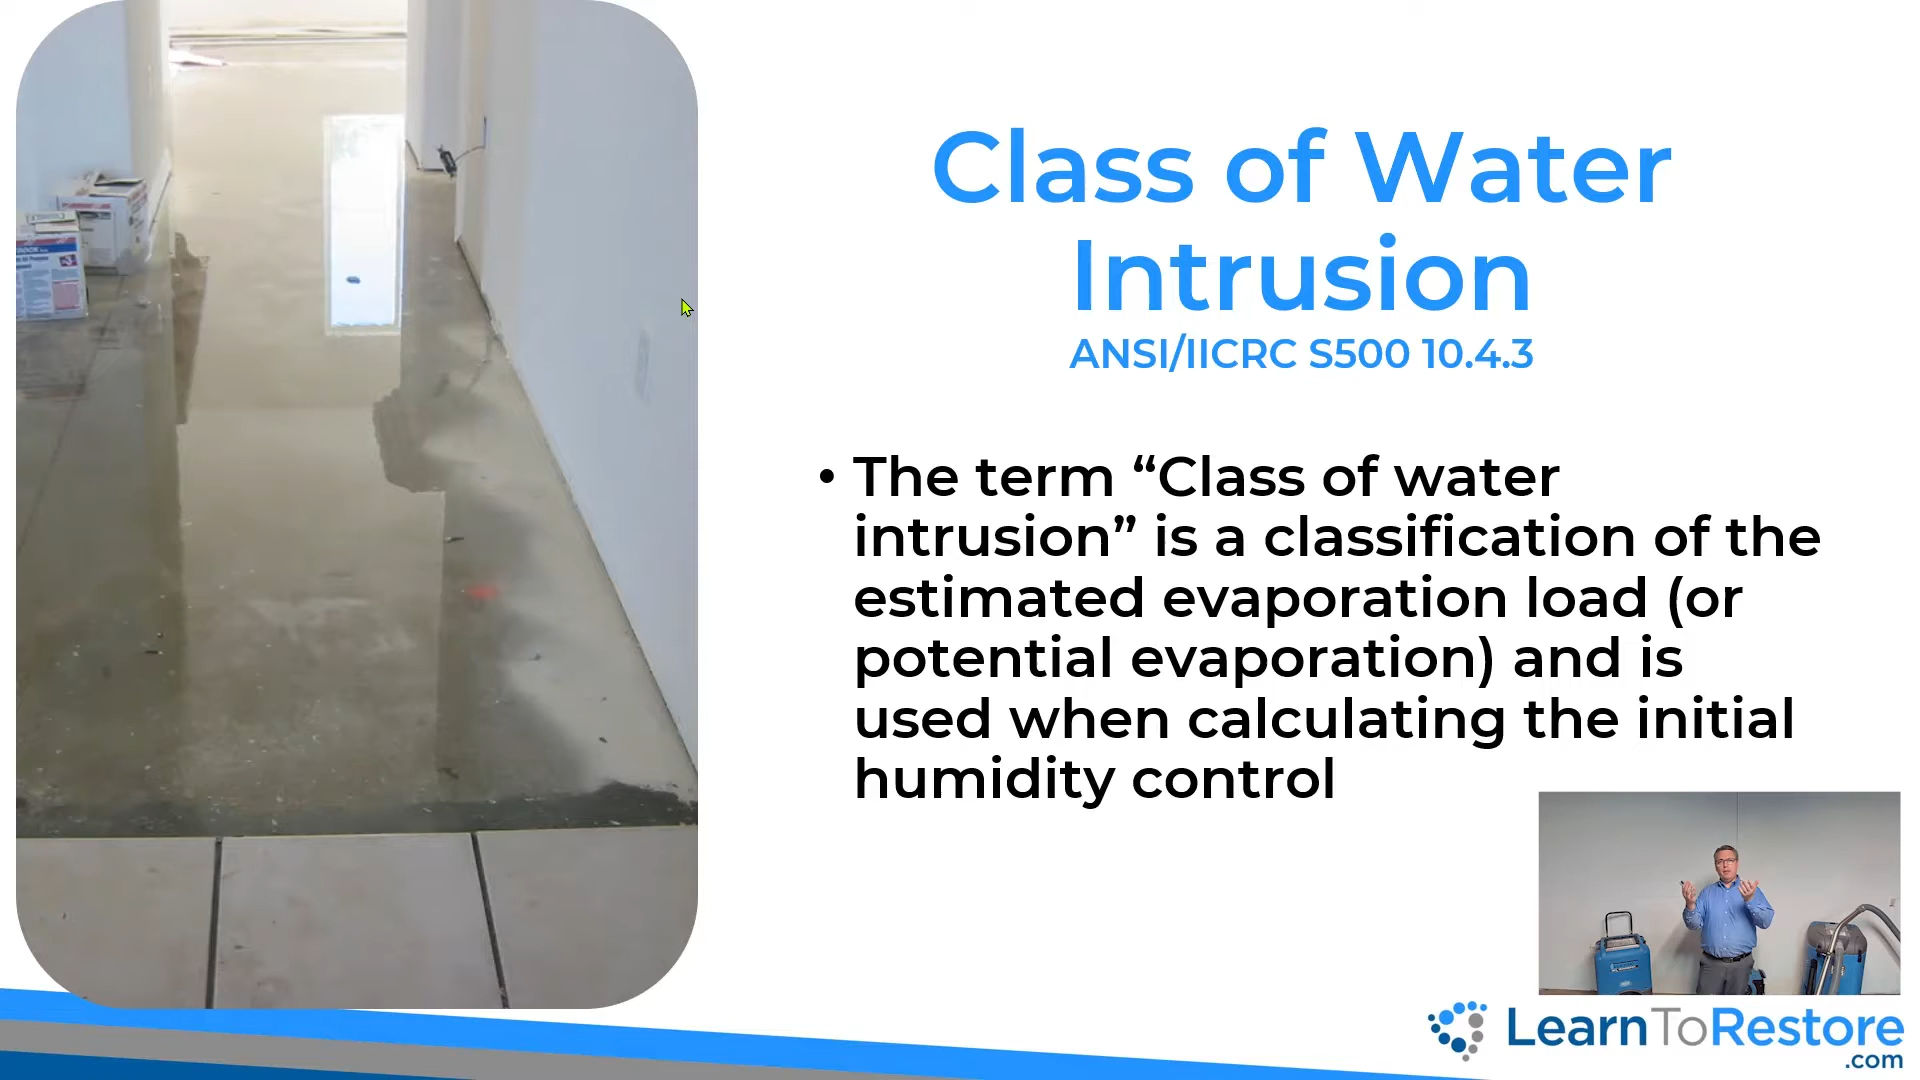 Class of Water
Intrusion
ANSI/IICRC S500 10.4.3
• The term “Class of water
intrusion” is a classification of the
estimated evaporation load (or
potential evaporation) and is
used when calculating the initial
humidity control
LearnToRestore
.com